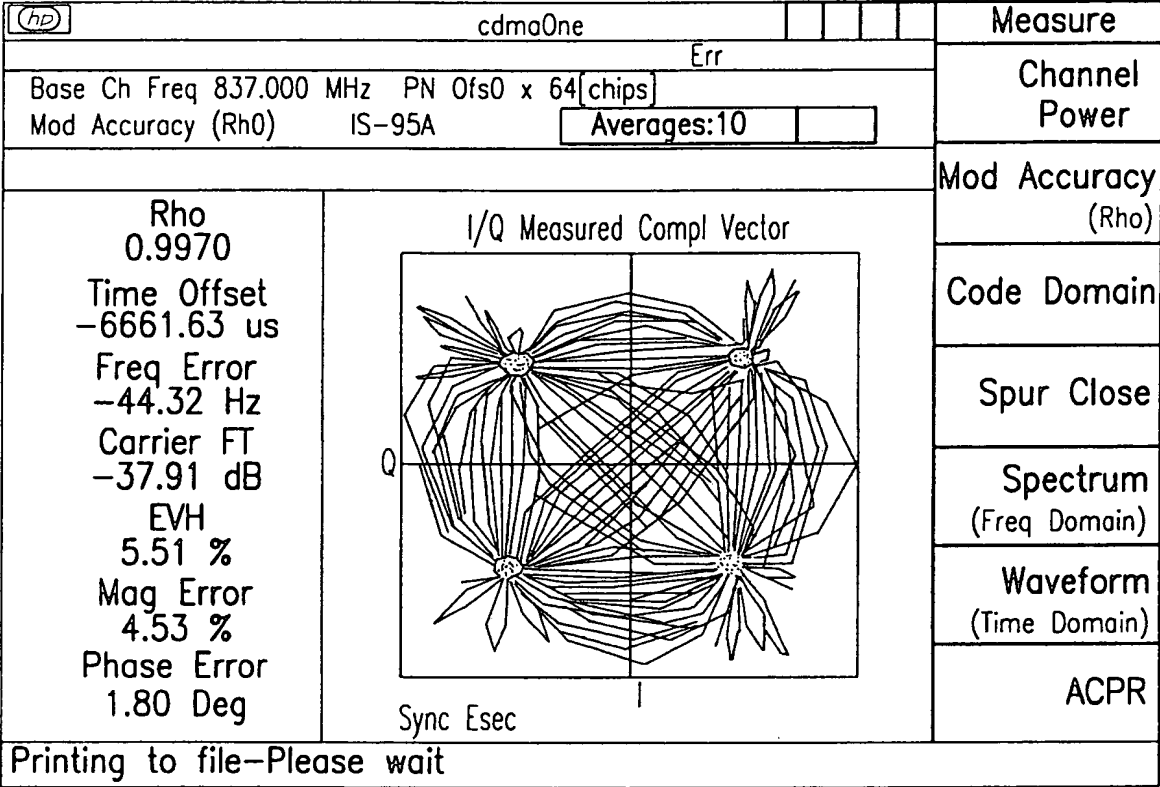 hp
cdmaOne
Err
Base Ch Freq 837.000 MHz PN Ofs0 x 64[chips]
Mod Accuracy (Rh0) IS-95A Averages:10
Rho
0.9970
Time Offset
-6661.63 us
Freq Error
-44.32 Hz
Carrier FT
-37.91 dB
EVH
5.51 %
Mag Error
4.53 %
Phase Error
1.80 Deg
I/Q Measured Compl Vector
Q
I
Sync Esec
Measure
Channel
Power
Mod Accuracy
(Rho)
Code Domain
Spur Close
Spectrum
(Freq Domain)
Waveform
(Time Domain)
ACPR
Printing to file-Please wait